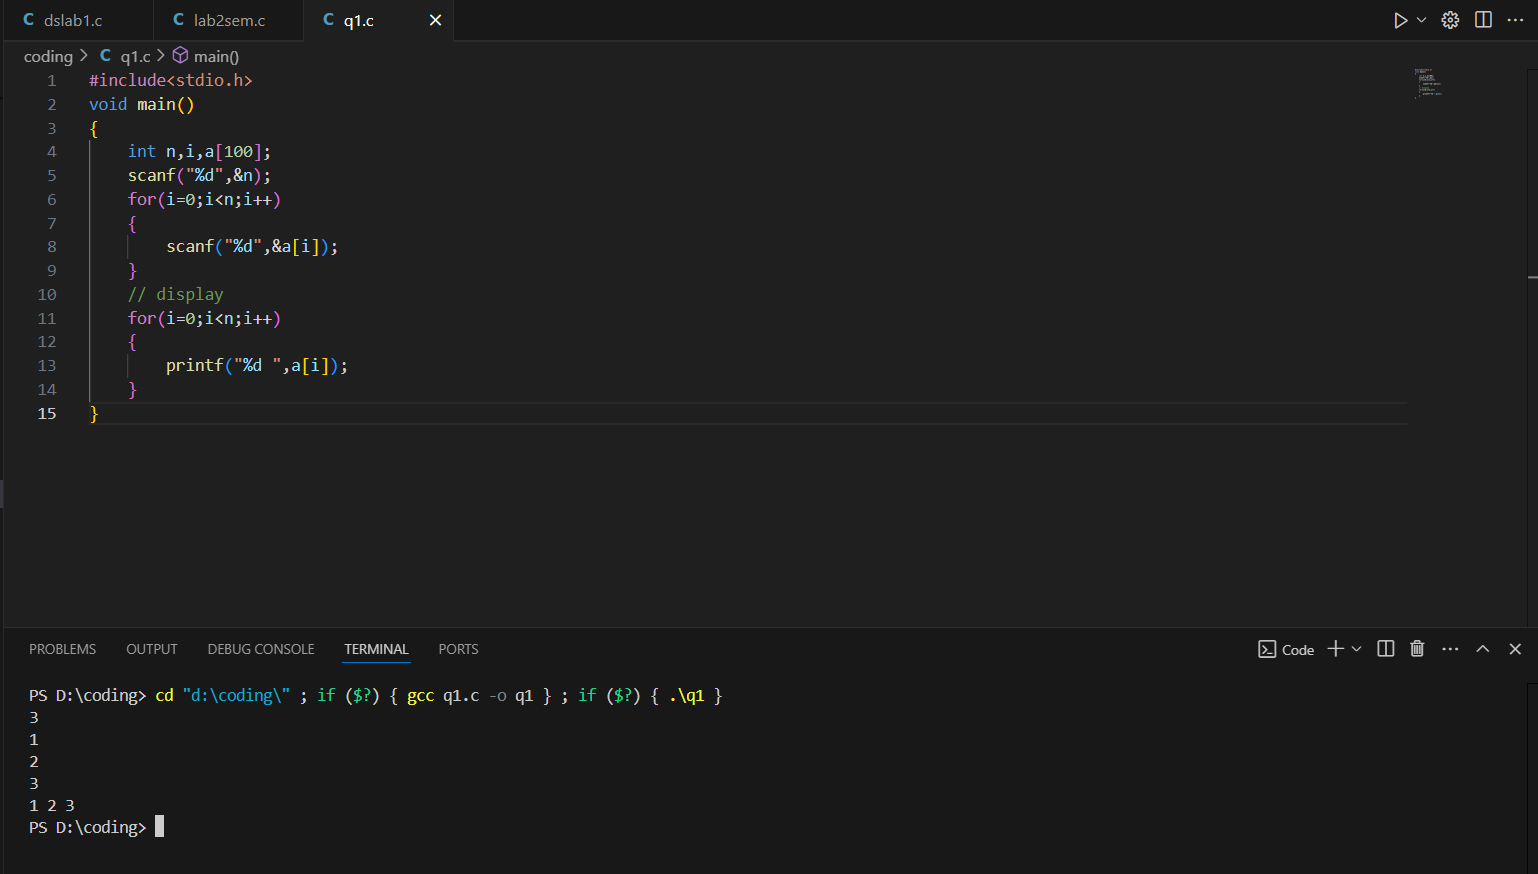 C dslab1.c C lab2sem.c C q1.c
coding > C q1.c > main()
1 #include<stdio.h>
2 void main()
3 {
4     int n,i,a[100];
5     scanf("%d",&n);
6     for(i=0;i<n;i++)
7     {
8         scanf("%d",&a[i]);
9     }
10     // display
11     for(i=0;i<n;i++)
12     {
13         printf("%d ",a[i]);
14     }
15 }
PROBLEMS OUTPUT DEBUG CONSOLE TERMINAL PORTS Code
PS D:\coding> cd "d:\coding\" ; if ($?) { gcc q1.c -o q1 } ; if ($?) { .\q1 }
3
1
2
3
1 2 3
PS D:\coding>